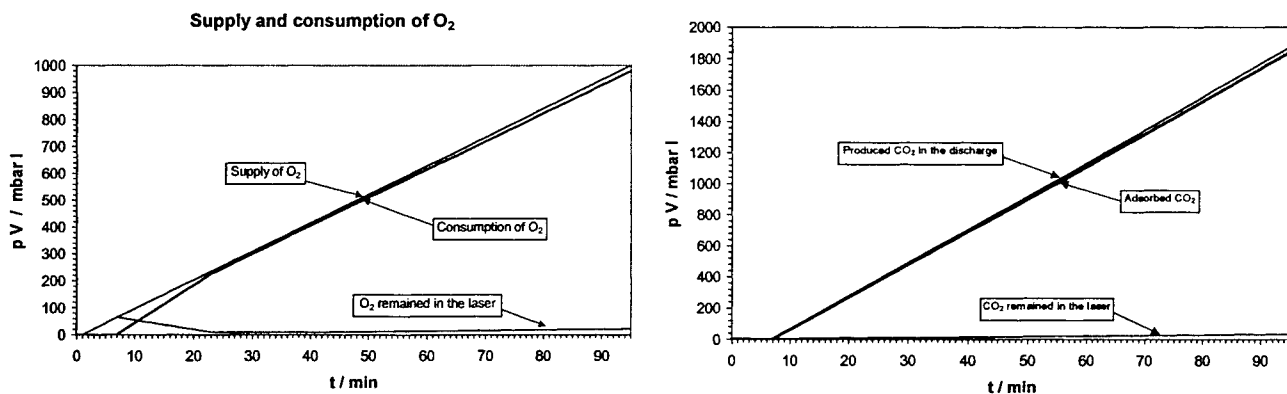 Supply and consumption of O₂
p V / mbar l
1000
900
800
700
600
500
400
300
200
100
0
Supply of O₂
Consumption of O₂
O₂ remained in the laser
0 10 20 30 40 50 60 70 80 90
t / min
p V / mbar l
2000
1800
1600
1400
1200
1000
800
600
400
200
0
Produced CO₂ in the discharge
Adsorbed CO₂
CO₂ remained in the laser
0 10 20 30 40 50 60 70 80 90
t / min